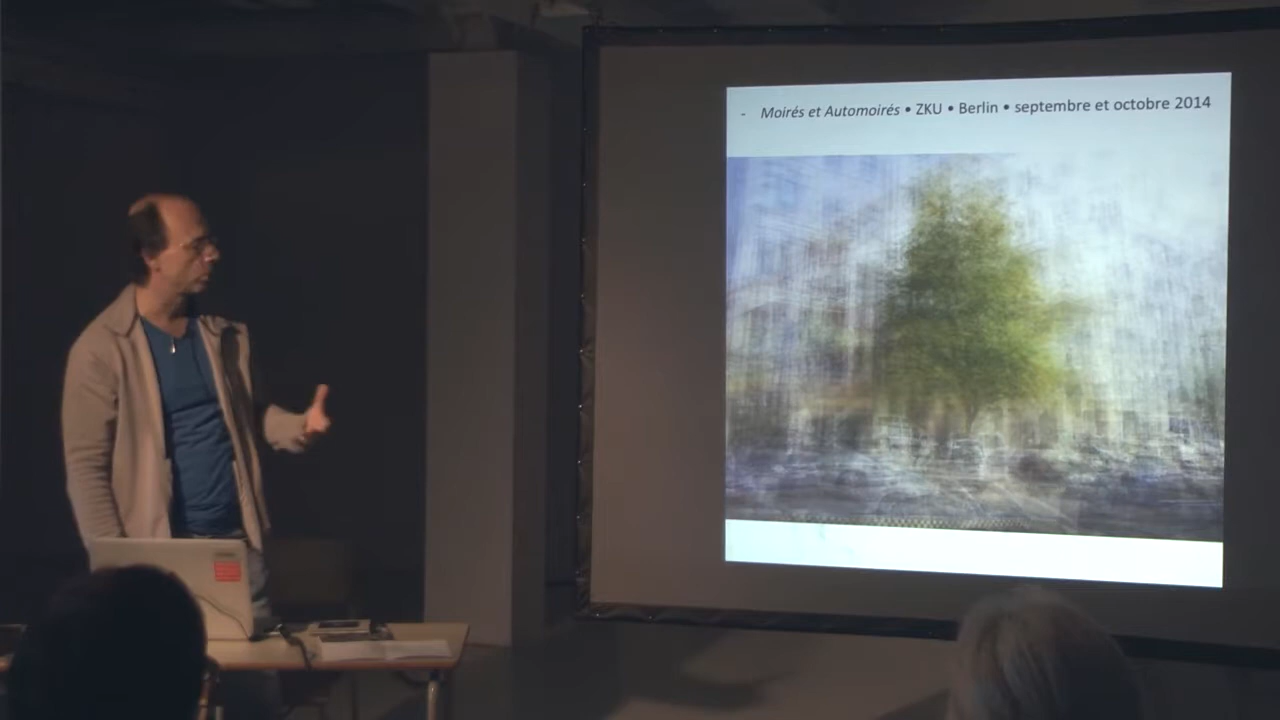 - Moirés et Automoirés • ZKU • Berlin • septembre et octobre 2014